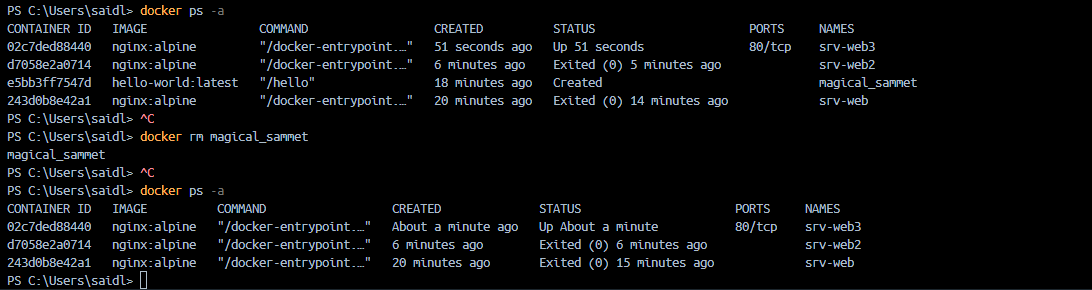 PS C:\Users\saidl> docker ps -a
CONTAINER ID   IMAGE                COMMAND                  CREATED          STATUS                      PORTS     NAMES
02c7ded88440   nginx:alpine         "/docker-entrypoint.…"   51 seconds ago   Up 51 seconds               80/tcp    srv-web3
d7058e2a0714   nginx:alpine         "/docker-entrypoint.…"   6 minutes ago    Exited (0) 5 minutes ago              srv-web2
e5bb3ff7547d   hello-world:latest   "/hello"                 18 minutes ago   Created                               magical_sammet
243d0b8e42a1   nginx:alpine         "/docker-entrypoint.…"   20 minutes ago   Exited (0) 14 minutes ago             srv-web
PS C:\Users\saidl> ^C
PS C:\Users\saidl> docker rm magical_sammet
magical_sammet
PS C:\Users\saidl> ^C
PS C:\Users\saidl> docker ps -a
CONTAINER ID   IMAGE          COMMAND                  CREATED              STATUS                      PORTS     NAMES
02c7ded88440   nginx:alpine   "/docker-entrypoint.…"   About a minute ago   Up About a minute           80/tcp    srv-web3
d7058e2a0714   nginx:alpine   "/docker-entrypoint.…"   6 minutes ago        Exited (0) 6 minutes ago              srv-web2
243d0b8e42a1   nginx:alpine   "/docker-entrypoint.…"   20 minutes ago       Exited (0) 15 minutes ago             srv-web
PS C:\Users\saidl>